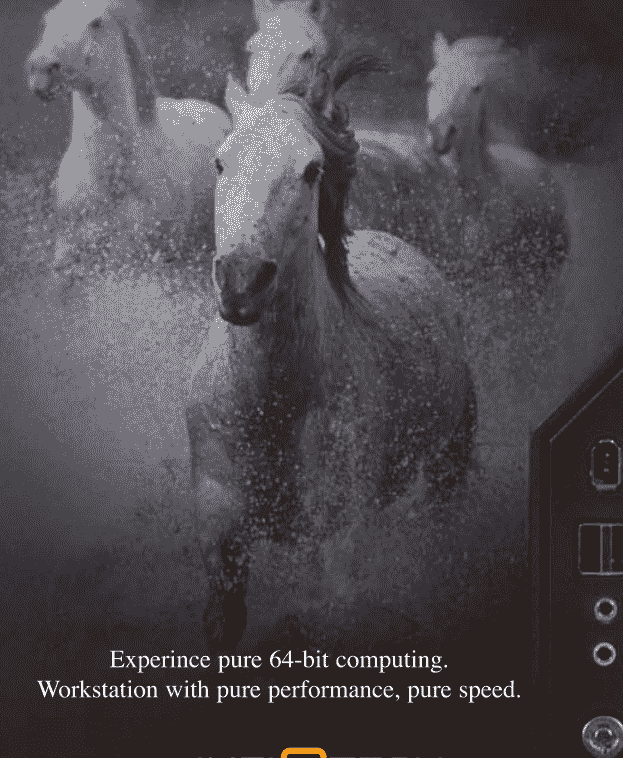 Experince pure 64-bit computing.
Workstation with pure performance, pure speed.